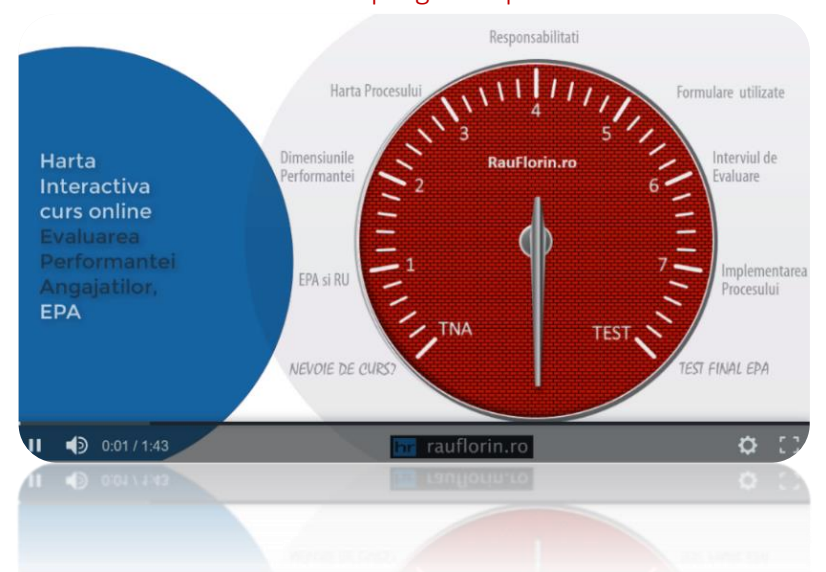 Responsabilitati
Harta Procesului
Formulare utilizate
4
3
5
Dimensiunile
Performantei
RauFlorin.ro
Interviul de
Evaluare
2
6
Harta
Interactiva
curs online
Evaluarea
Performantei
Angajatilor,
EPA
EPA si RU
1
7
Implementarea
Procesului
TNA
TEST
NEVOIE DE CURS?
TEST FINAL EPA
0:01 / 1:43
hr rauflorin.ro